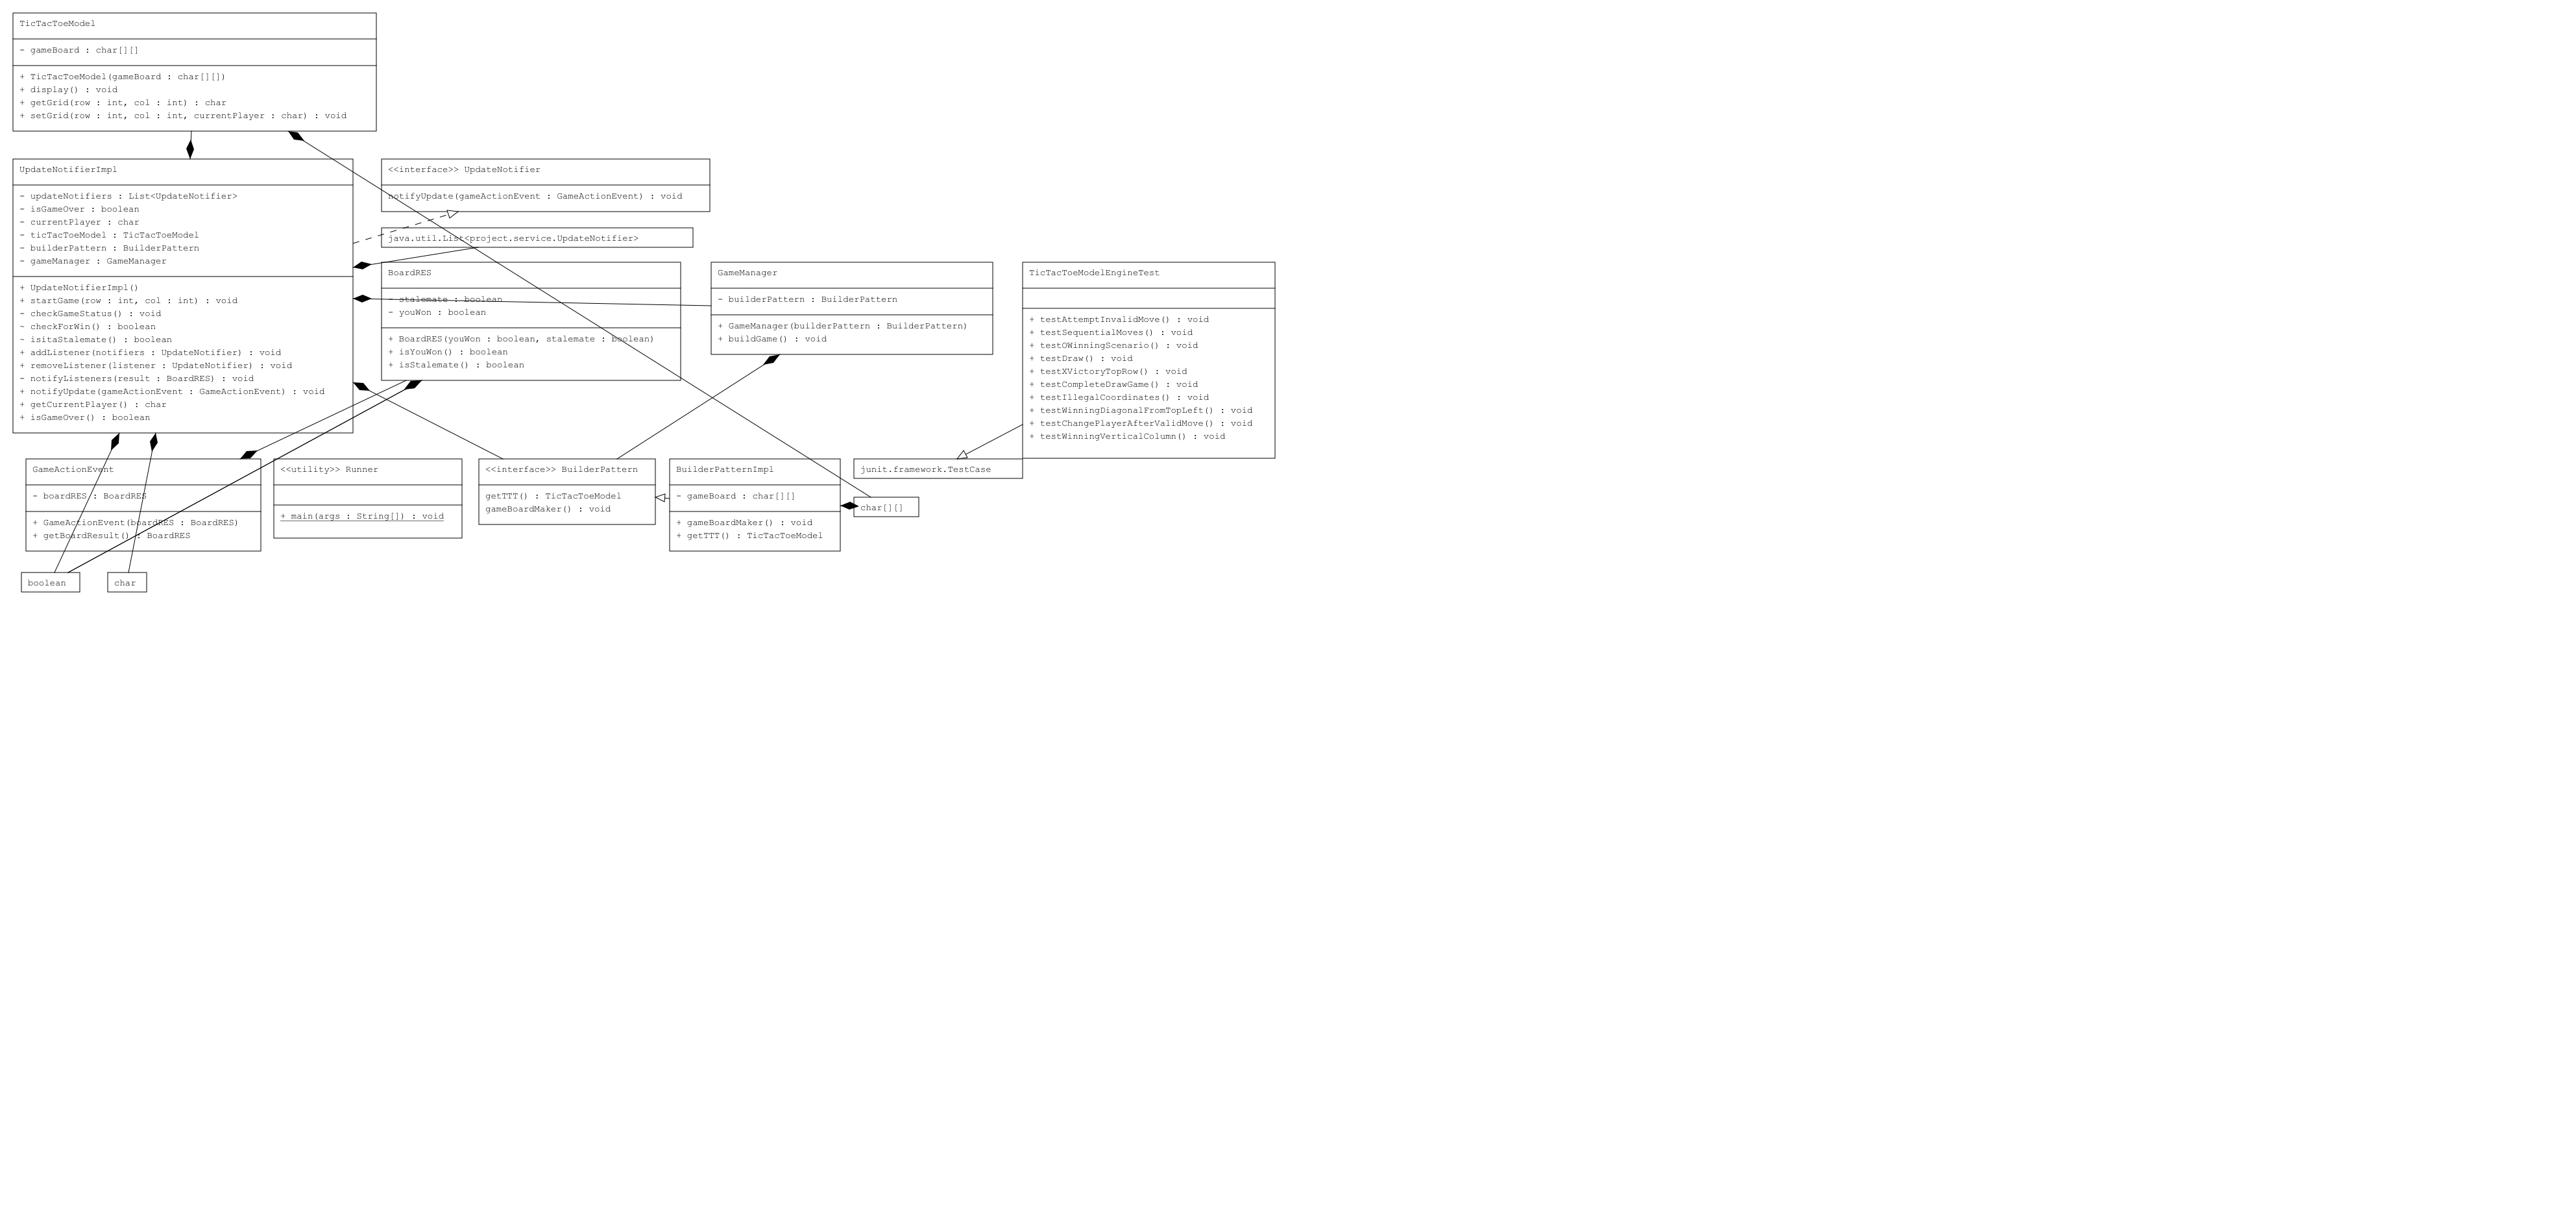 TicTacToeModel
- gameBoard : char[][]
+ TicTacToeModel(gameBoard : char[][])
+ display() : void
+ getGrid(row : int, col : int) : char
+ setGrid(row : int, col : int, currentPlayer : char) : void
UpdateNotifierImpl
- updateNotifiers : List<UpdateNotifier>
- isGameOver : boolean
- currentPlayer : char
- ticTacToeModel : TicTacToeModel
- builderPattern : BuilderPattern
- gameManager : GameManager
+ UpdateNotifierImpl()
+ startGame(row : int, col : int) : void
- checkGameStatus() : void
~ checkForWin() : boolean
~ isitaStalemate() : boolean
+ addListener(notifiers : UpdateNotifier) : void
+ removeListener(listener : UpdateNotifier) : void
- notifyListeners(result : BoardRES) : void
+ notifyUpdate(gameActionEvent : GameActionEvent) : void
+ getCurrentPlayer() : char
+ isGameOver() : boolean
<<interface>> UpdateNotifier
notifyUpdate(gameActionEvent : GameActionEvent) : void
java.util.List<project.service.UpdateNotifier>
BoardRES
- stalemate : boolean
- youWon : boolean
+ BoardRES(youWon : boolean, stalemate : boolean)
+ isYouWon() : boolean
+ isStalemate() : boolean
GameManager
- builderPattern : BuilderPattern
+ GameManager(builderPattern : BuilderPattern)
+ buildGame() : void
TicTacToeModelEngineTest
+ testAttemptInvalidMove() : void
+ testSequentialMoves() : void
+ testOWinningScenario() : void
+ testDraw() : void
+ testXVictoryTopRow() : void
+ testCompleteDrawGame() : void
+ testIllegalCoordinates() : void
+ testWinningDiagonalFromTopLeft() : void
+ testChangePlayerAfterValidMove() : void
+ testWinningVerticalColumn() : void
GameActionEvent
- boardRES : BoardRES
+ GameActionEvent(boardRES : BoardRES)
+ getBoardResult() : BoardRES
<<utility>> Runner
+ main(args : String[]) : void
<<interface>> BuilderPattern
getTTT() : TicTacToeModel
gameBoardMaker() : void
BuilderPatternImpl
- gameBoard : char[][]
+ gameBoardMaker() : void
+ getTTT() : TicTacToeModel
junit.framework.TestCase
char[][]
boolean
char